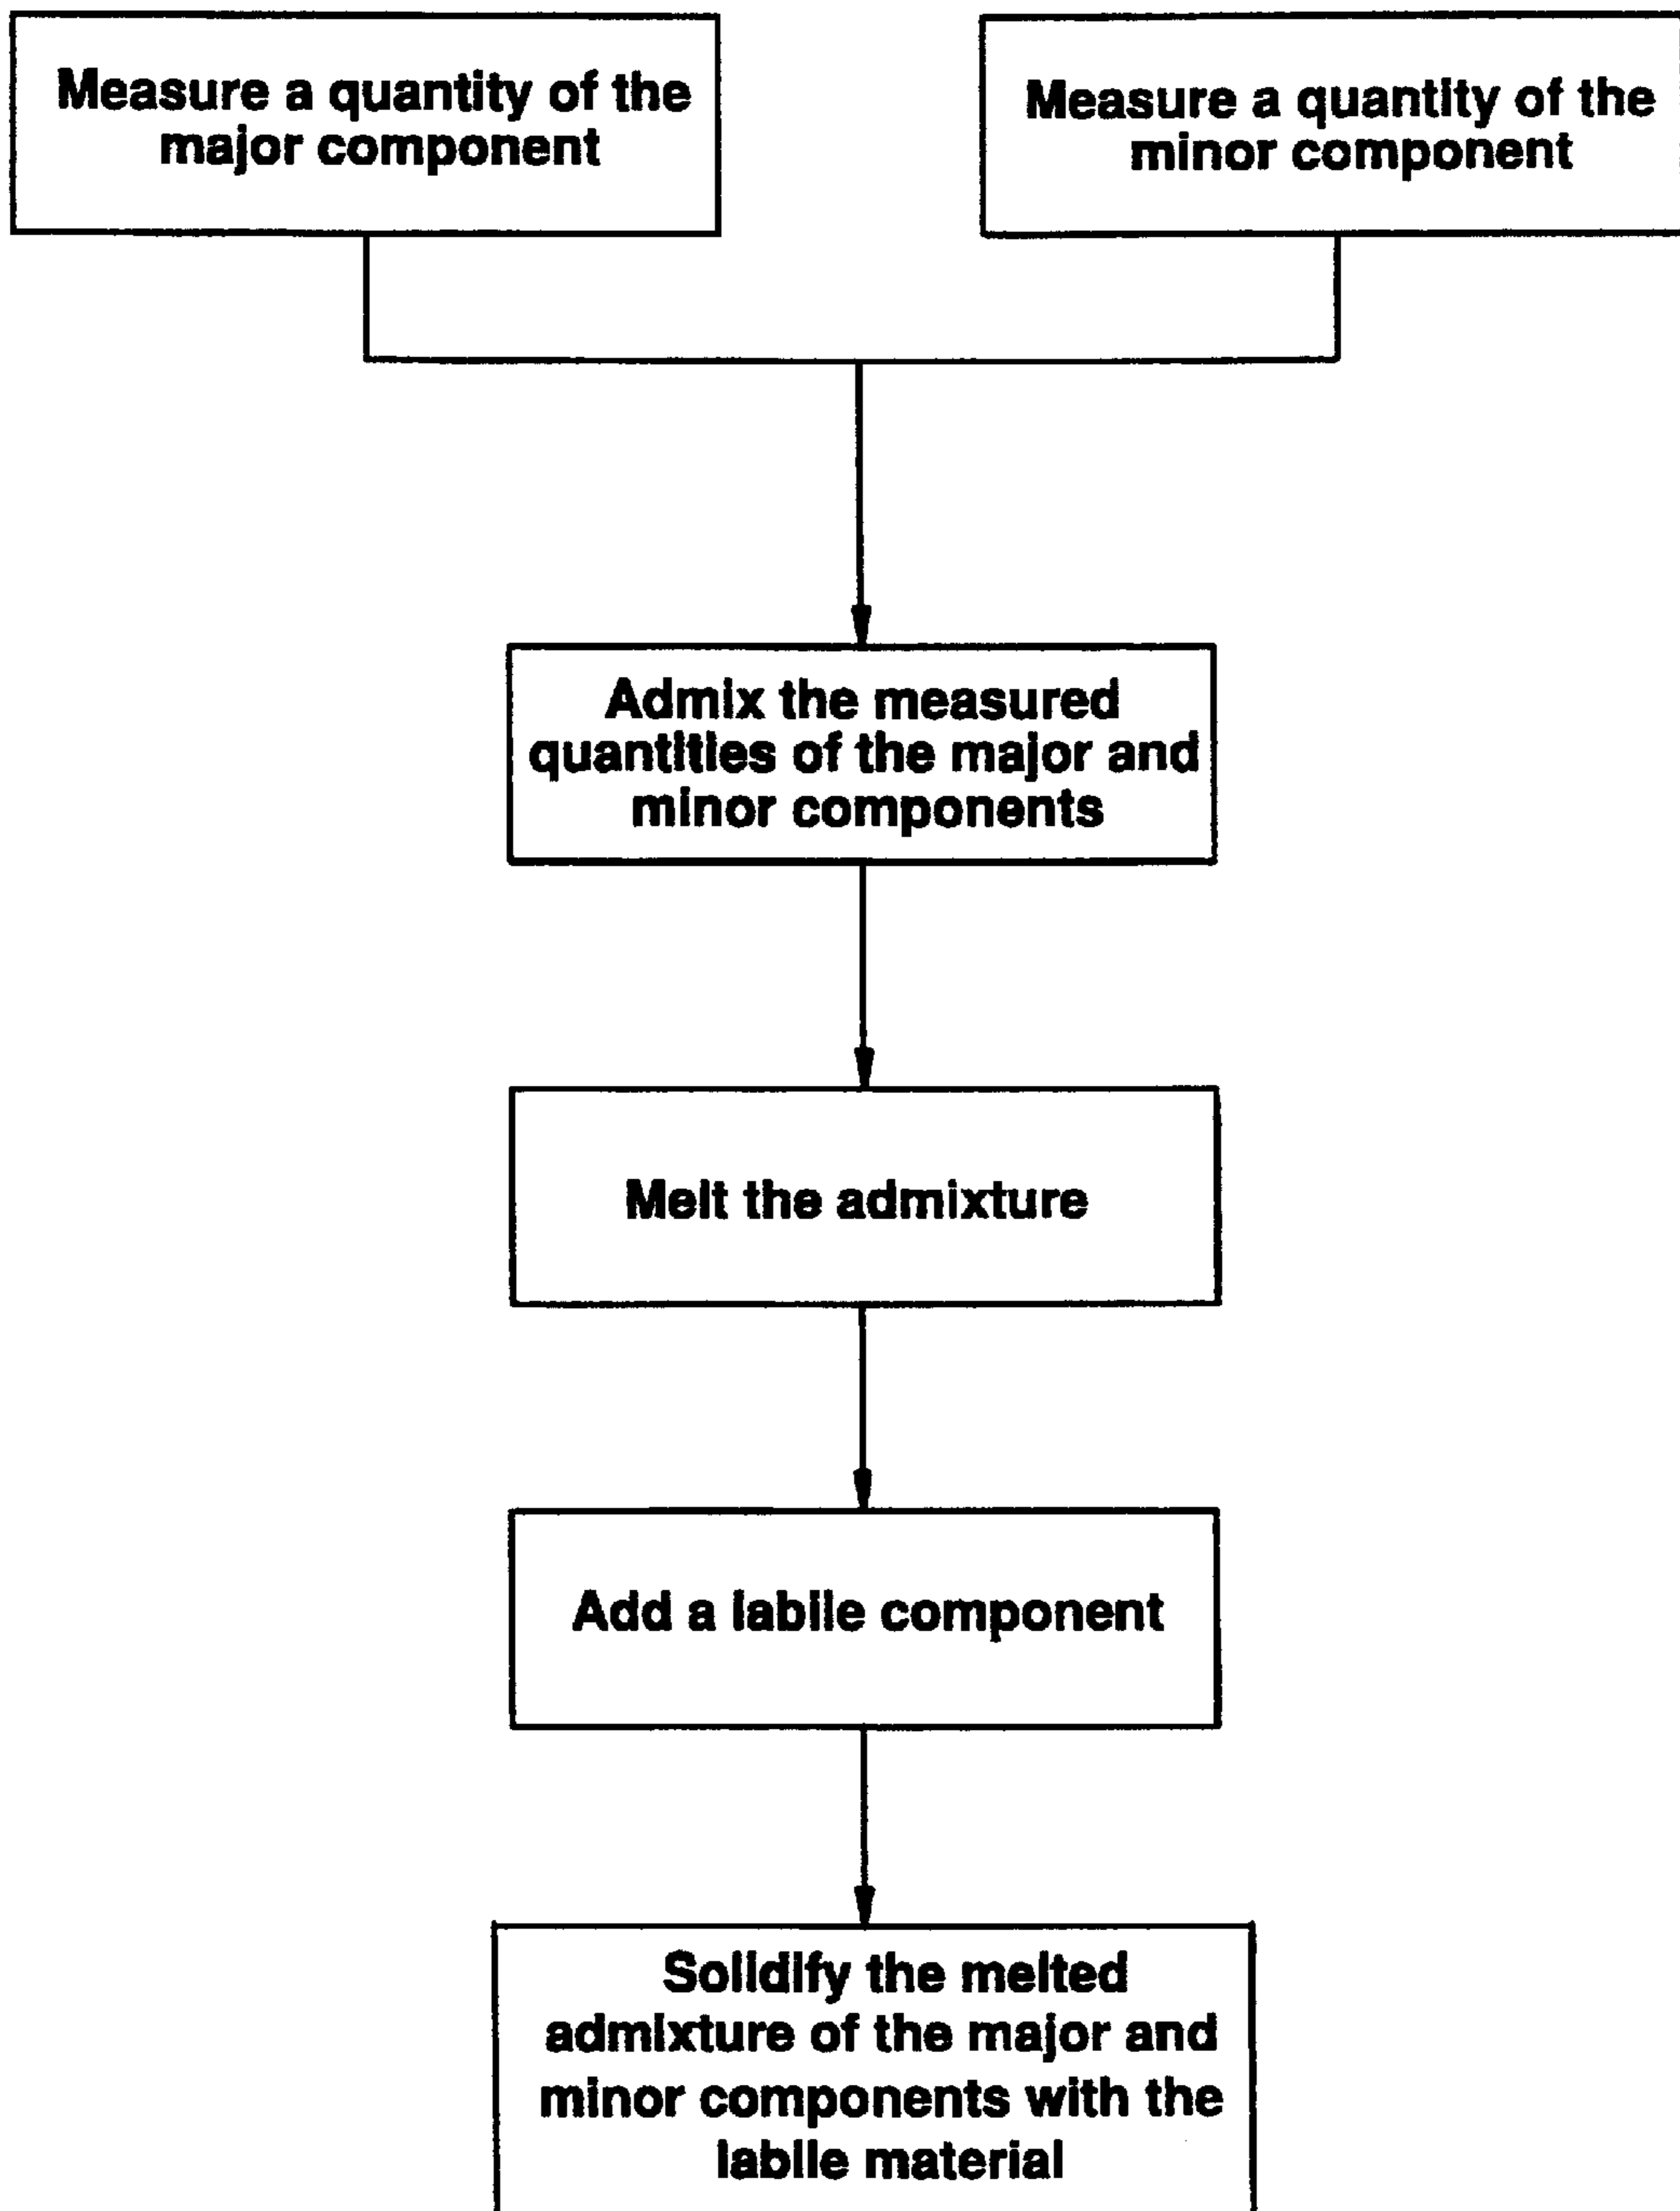 Measure a quantity of the
major component
Measure a quantity of the
minor component
Admix the measured
quantities of the major and
minor components
Melt the admixture
Add a labile component
Solidify the melted
admixture of the major and
minor components with the
labile material